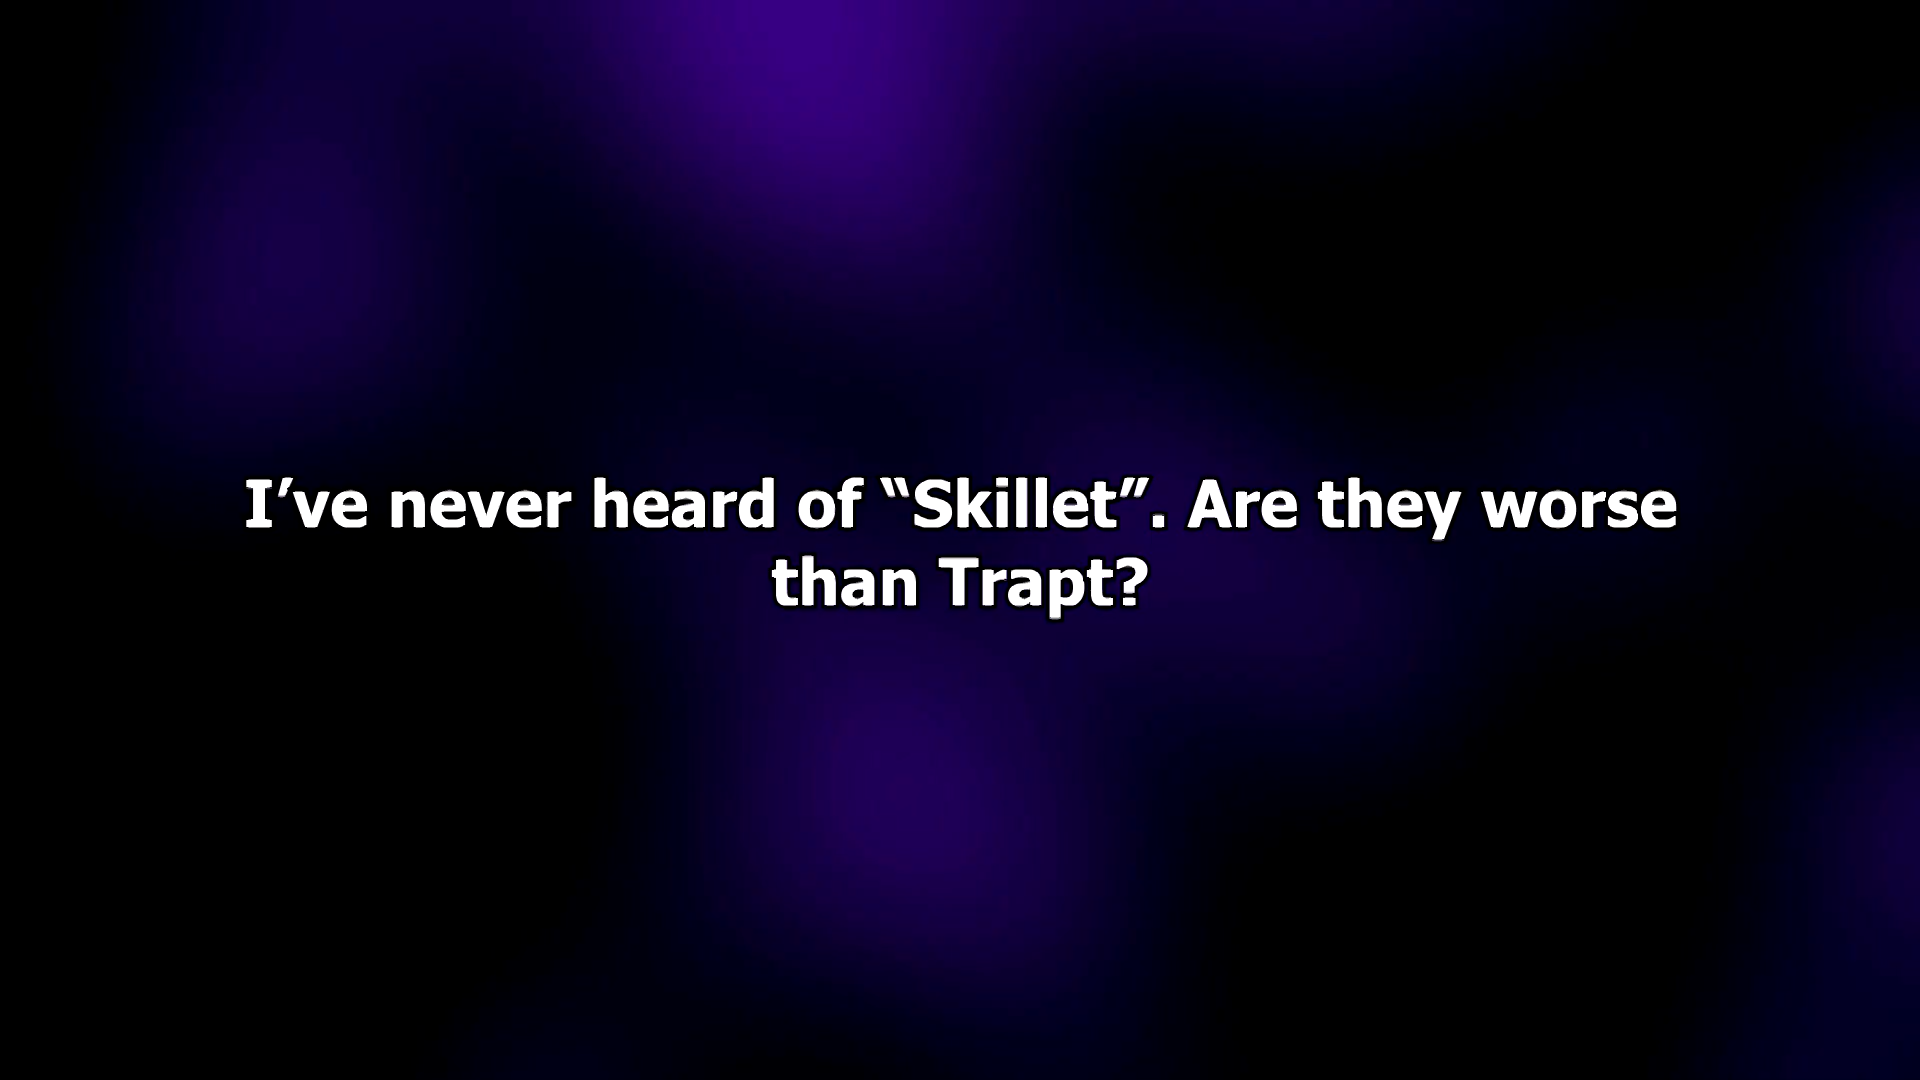 I’ve never heard of “Skillet”. Are they worse
than Trapt?